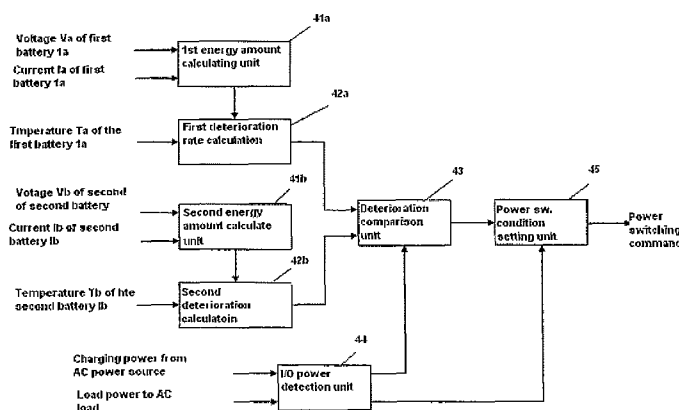 41a
Voltage Va of first
battery 1a
1st energy amount
calculating unit
Current Ia of first
battery 1a
42a
Tmperature Ta of the
first battery 1a
First deterioration
rate calculation
43
45
41b
Votage Vb of second
of second battery
Second energy
amount calculate
unit
Current Ib of second
battery Ib
Deterioration
comparison
unit
Power sw.
condition
setting unit
Power
switching
command
42b
Temperature Tb of hte
second battery Ib
Second
deterioration
calculatoin
44
Charging power from
AC power source
I/O power
detection unit
Load power to AC
load